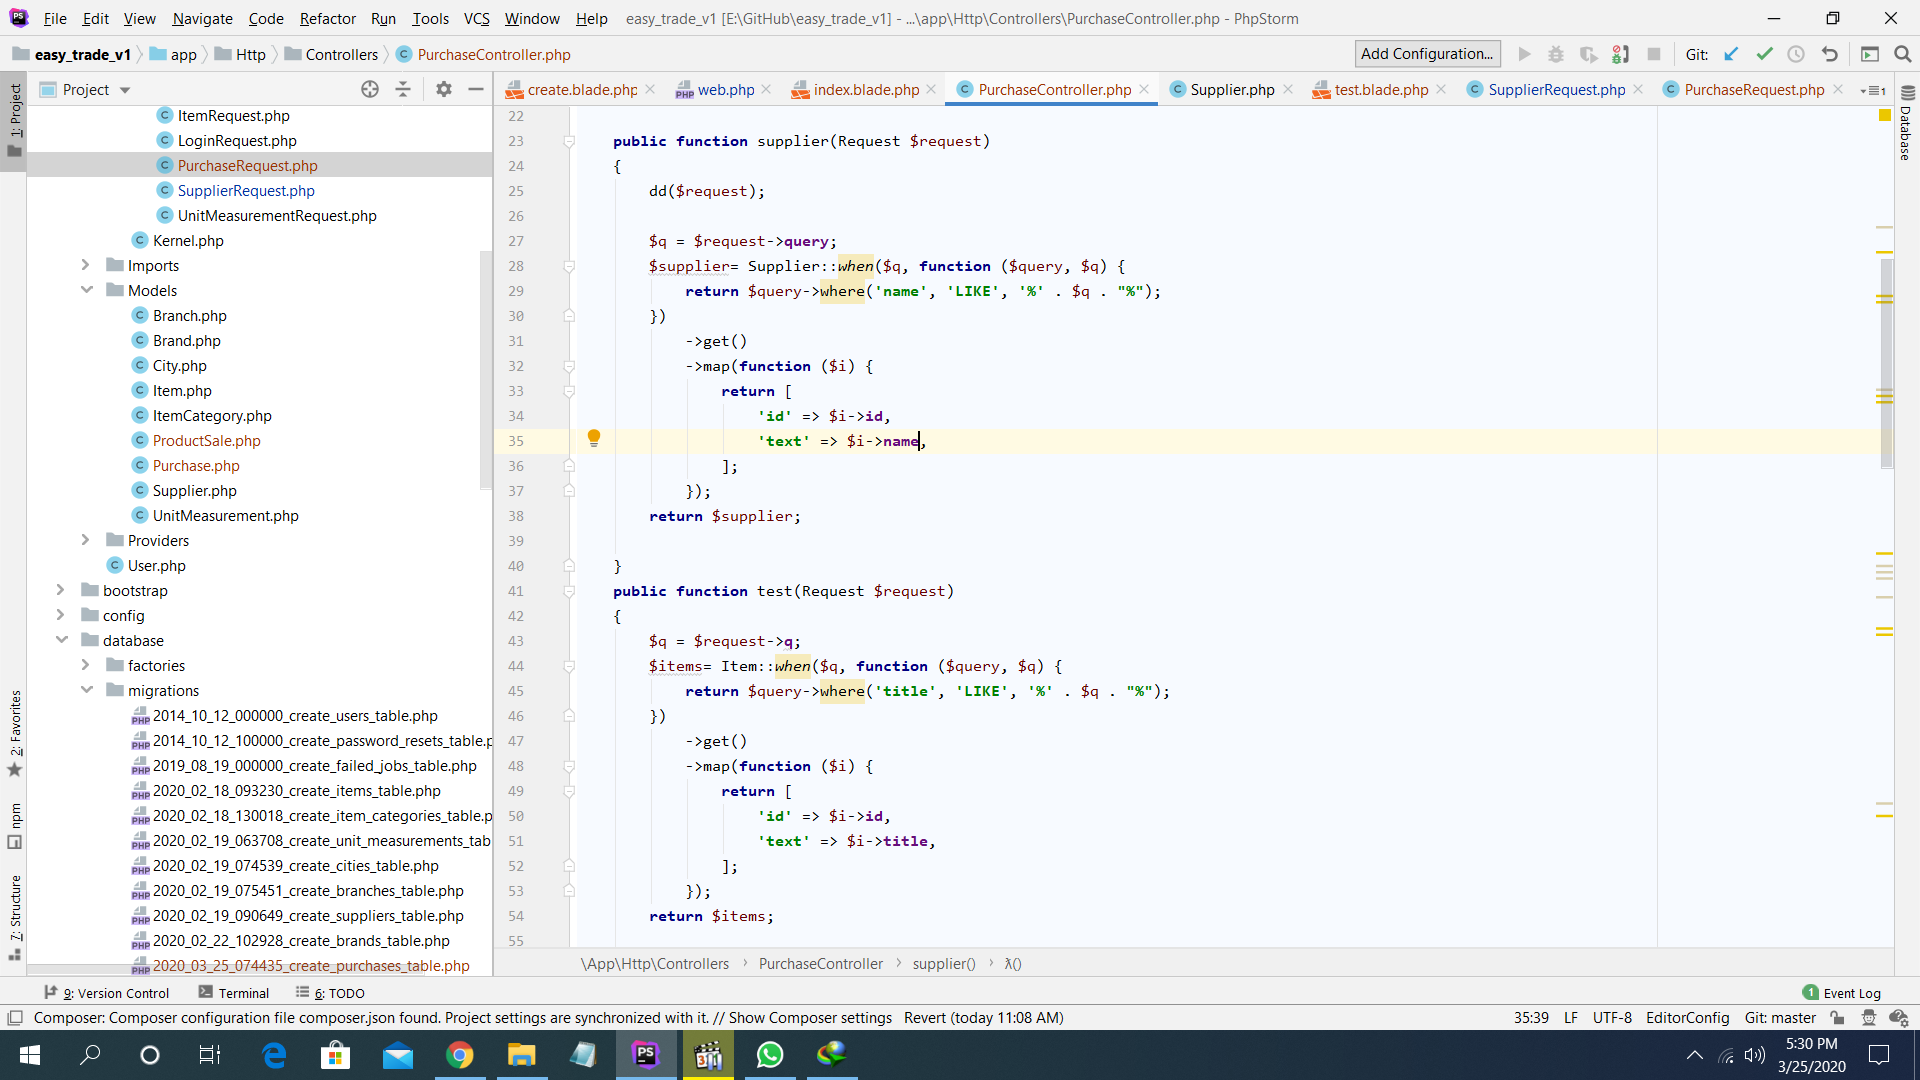 File Edit View Navigate Code Refactor Run Tools VCS Window Help easy_trade_v1 [E:\GitHub\easy_trade_v1] - ...\app\Http\Controllers\PurchaseController.php - PhpStorm
easy_trade_v1 app Http Controllers PurchaseController.php Add Configuration... Git:
Project
create.blade.php web.php index.blade.php PurchaseController.php Supplier.php test.blade.php SupplierRequest.php PurchaseRequest.php 1
1: Project
2: Favorites
npm
7: Structure
Database
ItemRequest.php
LoginRequest.php
PurchaseRequest.php
SupplierRequest.php
UnitMeasurementRequest.php
Kernel.php
Imports
Models
Branch.php
Brand.php
City.php
Item.php
ItemCategory.php
ProductSale.php
Purchase.php
Supplier.php
UnitMeasurement.php
Providers
User.php
bootstrap
config
database
factories
migrations
2014_10_12_000000_create_users_table.php
2014_10_12_100000_create_password_resets_table.p
2019_08_19_000000_create_failed_jobs_table.php
2020_02_18_093230_create_items_table.php
2020_02_18_130018_create_item_categories_table.p
2020_02_19_063708_create_unit_measurements_tab
2020_02_19_074539_create_cities_table.php
2020_02_19_075451_create_branches_table.php
2020_02_19_090649_create_suppliers_table.php
2020_02_22_102928_create_brands_table.php
2020_03_25_074435_create_purchases_table.php
22
23 public function supplier(Request $request)
24 {
25 dd($request);
26
27 $q = $request->query;
28 $supplier= Supplier::when($q, function ($query, $q) {
29 return $query->where('name', 'LIKE', '%' . $q . "%");
30 })
31 ->get()
32 ->map(function ($i) {
33 return [
34 'id' => $i->id,
35 'text' => $i->name,
36 ];
37 });
38 return $supplier;
39
40 }
41 public function test(Request $request)
42 {
43 $q = $request->q;
44 $items= Item::when($q, function ($query, $q) {
45 return $query->where('title', 'LIKE', '%' . $q . "%");
46 })
47 ->get()
48 ->map(function ($i) {
49 return [
50 'id' => $i->id,
51 'text' => $i->title,
52 ];
53 });
54 return $items;
55
\App\Http\Controllers PurchaseController supplier() λ()
9: Version Control Terminal 6: TODO 1 Event Log
Composer: Composer configuration file composer.json found. Project settings are synchronized with it. // Show Composer settings Revert (today 11:08 AM) 35:39 LF UTF-8 EditorConfig Git: master
5:30 PM
3/25/2020